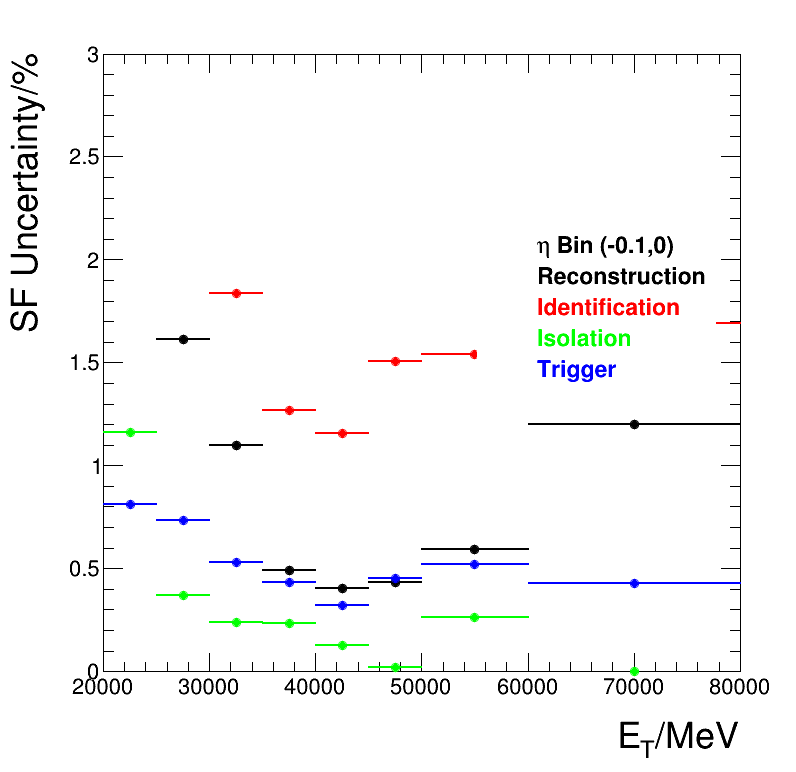 SF Uncertainty/%
3
2.5
2
1.5
1
0.5
0
η Bin (-0.1,0)
Reconstruction
Identification
Isolation
Trigger
20000 30000 40000 50000 60000 70000 80000
E_T/MeV